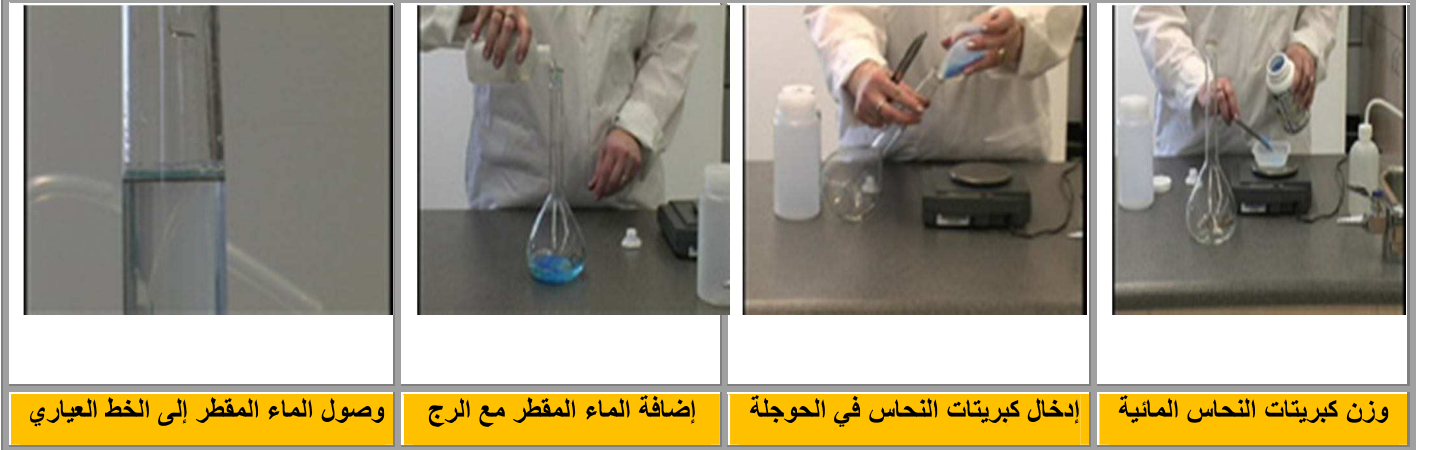 وزن كبريتات النحاس المائية
إدخال كبريتات النحاس في الحوجلة
إضافة الماء المقطر مع الرج
وصول الماء المقطر إلى الخط العياري